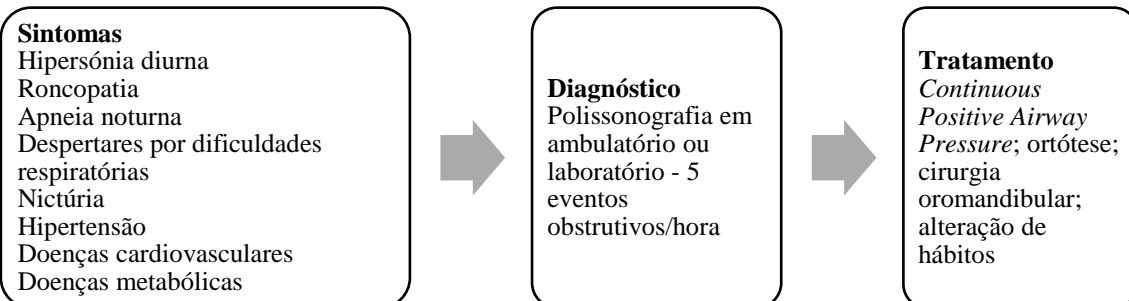 Sintomas
Hipersónia diurna
Roncopatia
Apneia noturna
Despertares por dificuldades
respiratórias
Nictúria
Hipertensão
Doenças cardiovasculares
Doenças metabólicas
Diagnóstico
Polissonografia em
ambulatório ou
laboratório - 5
eventos
obstrutivos/hora
Tratamento
Continuous
Positive Airway
Pressure; ortótese;
cirurgia
oromandibular;
alteração de
hábitos